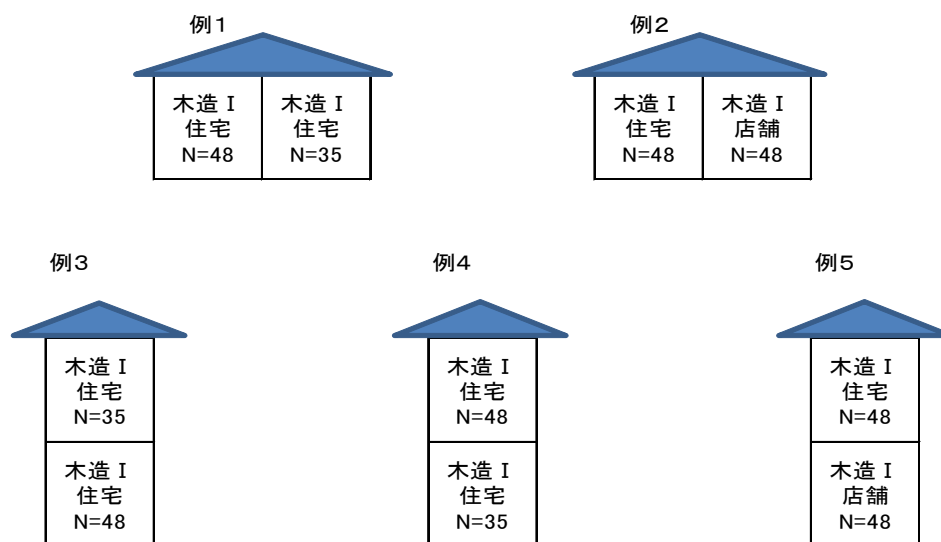 例1
木造Ⅰ
住宅
N=48
木造Ⅰ
住宅
N=35
例2
木造Ⅰ
住宅
N=48
木造Ⅰ
店舗
N=48
例3
木造Ⅰ
住宅
N=35
木造Ⅰ
住宅
N=48
例4
木造Ⅰ
住宅
N=48
木造Ⅰ
住宅
N=35
例5
木造Ⅰ
住宅
N=48
木造Ⅰ
店舗
N=48